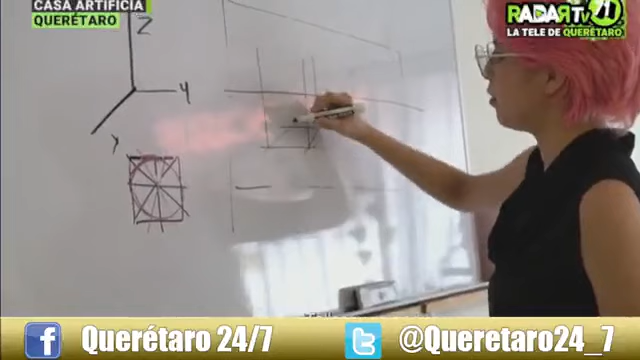 CASA ARTIFICIA
QUERÉTARO
RADAR TV 21
LA TELE DE QUERÉTARO
Z
Y
X
f Querétaro 24/7
t @Queretaro24_7